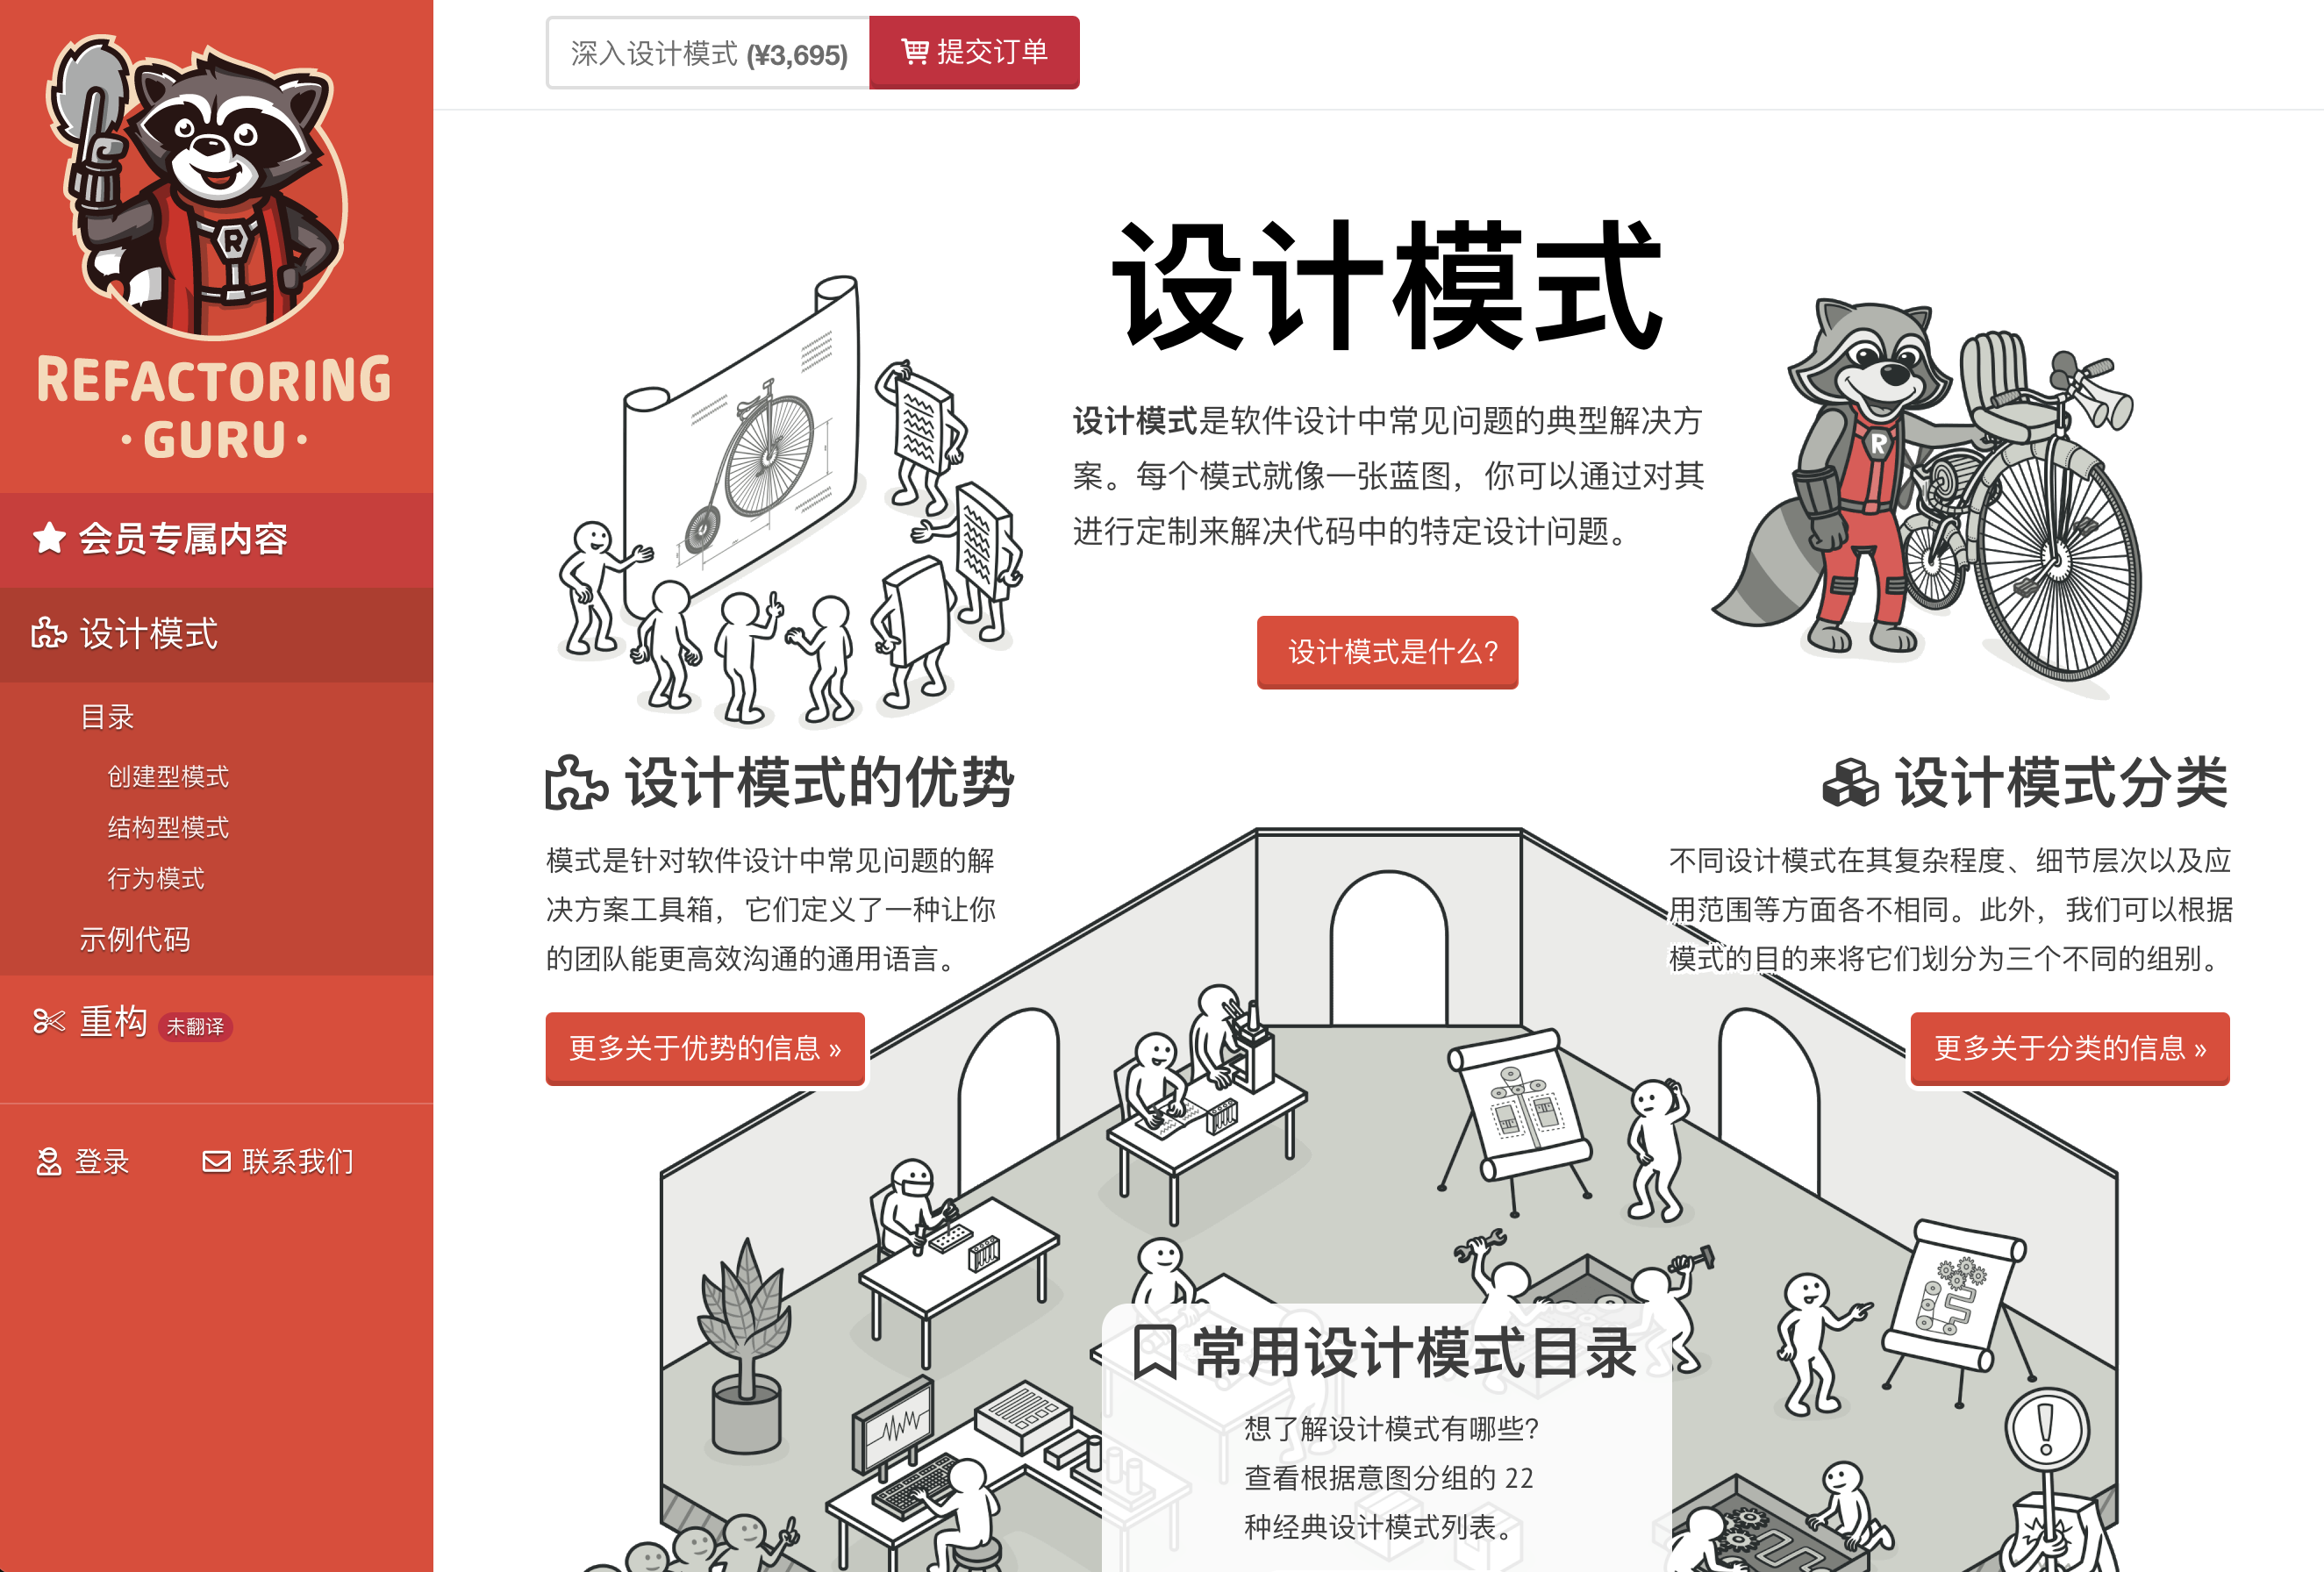 REFACTORING
· GURU ·
会员专属内容
设计模式
目录
创建型模式
结构型模式
行为模式
示例代码
重构 未翻译
登录 联系我们
深入设计模式 (¥3,695) 提交订单
设计模式
设计模式是软件设计中常见问题的典型解决方
案。每个模式就像一张蓝图，你可以通过对其
进行定制来解决代码中的特定设计问题。
设计模式是什么?
设计模式的优势
模式是针对软件设计中常见问题的解
决方案工具箱，它们定义了一种让你
的团队能更高效沟通的通用语言。
更多关于优势的信息 »
设计模式分类
不同设计模式在其复杂程度、细节层次以及应
用范围等方面各不相同。此外，我们可以根据
模式的目的来将它们划分为三个不同的组别。
更多关于分类的信息 »
常用设计模式目录
想了解设计模式有哪些?
查看根据意图分组的 22
种经典设计模式列表。